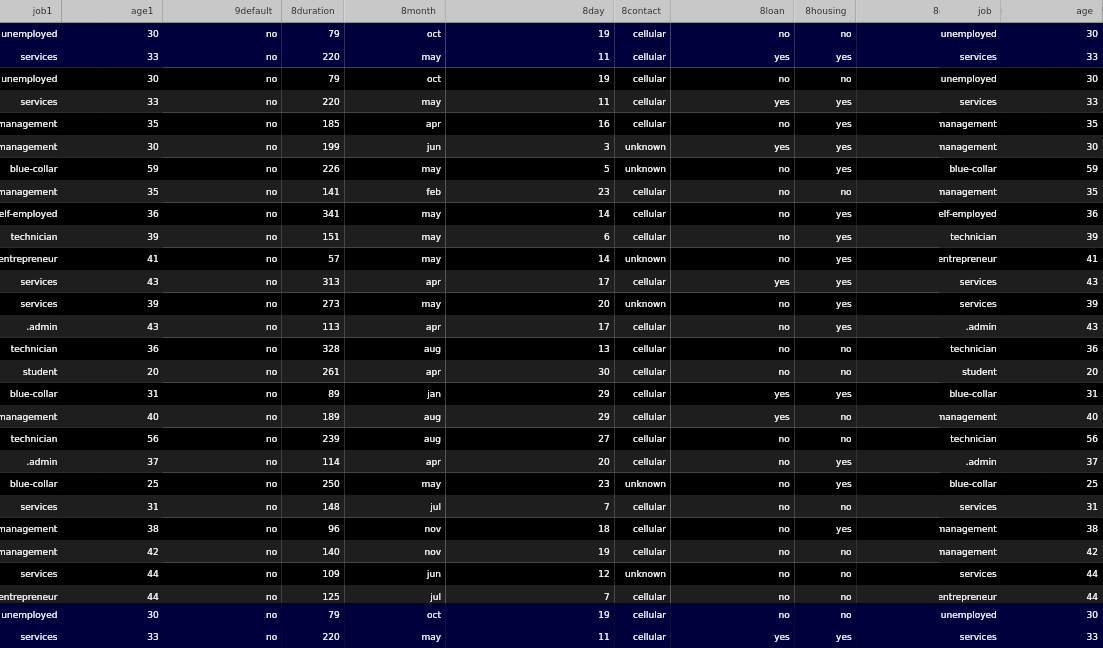 job1 age1 9default 8duration 8month 8day 8contact 8loan 8housing 8 job age
unemployed 30 no 79 oct 19 cellular no no unemployed 30
services 33 no 220 may 11 cellular yes yes services 33
unemployed 30 no 79 oct 19 cellular no no unemployed 30
services 33 no 220 may 11 cellular yes yes services 33
management 35 no 185 apr 16 cellular no yes management 35
management 30 no 199 jun 3 unknown yes yes management 30
blue-collar 59 no 226 may 5 unknown no yes blue-collar 59
management 35 no 141 feb 23 cellular no no management 35
elf-employed 36 no 341 may 14 cellular no yes elf-employed 36
technician 39 no 151 may 6 cellular no yes technician 39
entrepreneur 41 no 57 may 14 unknown no yes entrepreneur 41
services 43 no 313 apr 17 cellular yes yes services 43
services 39 no 273 may 20 unknown no yes services 39
.admin 43 no 113 apr 17 cellular no yes .admin 43
technician 36 no 328 aug 13 cellular no no technician 36
student 20 no 261 apr 30 cellular no no student 20
blue-collar 31 no 89 jan 29 cellular yes yes blue-collar 31
management 40 no 189 aug 29 cellular yes no management 40
technician 56 no 239 aug 27 cellular no no technician 56
.admin 37 no 114 apr 20 cellular no yes .admin 37
blue-collar 25 no 250 may 23 unknown no yes blue-collar 25
services 31 no 148 jul 7 cellular no no services 31
management 38 no 96 nov 18 cellular no yes management 38
management 42 no 140 nov 19 cellular no no management 42
services 44 no 109 jun 12 unknown no no services 44
entrepreneur 44 no 125 jul 7 cellular no no entrepreneur 44
unemployed 30 no 79 oct 19 cellular no no unemployed 30
services 33 no 220 may 11 cellular yes yes services 33